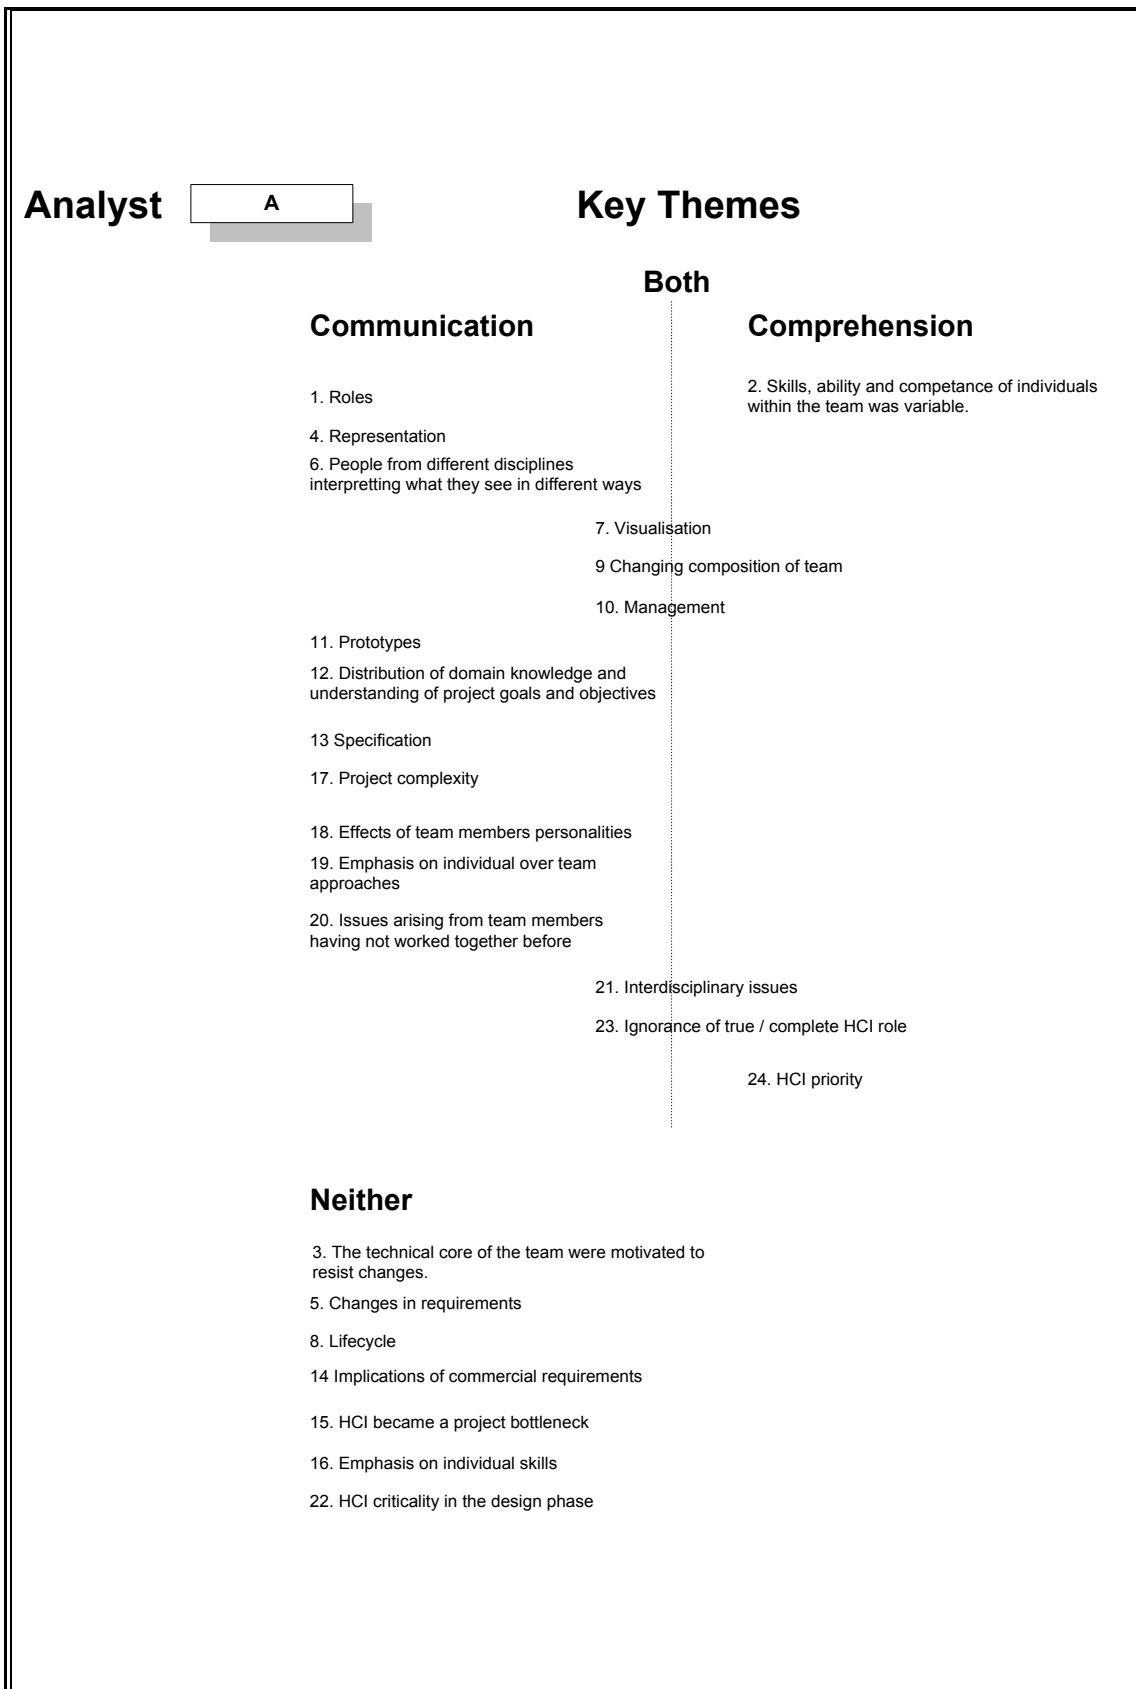 Analyst
A
Key Themes
Both
Communication
Comprehension
1. Roles
2. Skills, ability and competance of individuals
within the team was variable.
4. Representation
6. People from different disciplines
interpretting what they see in different ways
7. Visualisation
9 Changing composition of team
10. Management
11. Prototypes
12. Distribution of domain knowledge and
understanding of project goals and objectives
13 Specification
17. Project complexity
18. Effects of team members personalities
19. Emphasis on individual over team
approaches
20. Issues arising from team members
having not worked together before
21. Interdisciplinary issues
23. Ignorance of true / complete HCI role
24. HCI priority
Neither
3. The technical core of the team were motivated to
resist changes.
5. Changes in requirements
8. Lifecycle
14 Implications of commercial requirements
15. HCI became a project bottleneck
16. Emphasis on individual skills
22. HCI criticality in the design phase